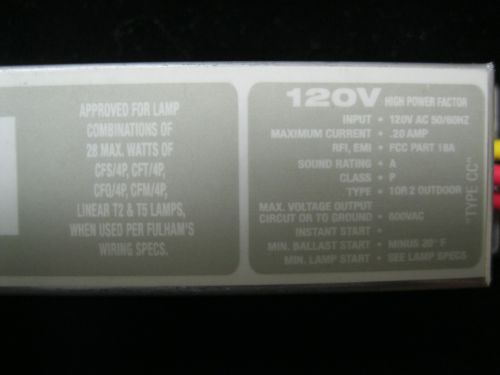 APPROVED FOR LAMP
COMBINATIONS OF
28 MAX. WATTS OF
CFS/4P, CFT/4P,
CFQ/4P, CFM/4P,
LINEAR T2 & T5 LAMPS,
WHEN USED PER FULHAM'S
WIRING SPECS.
120V HIGH POWER FACTOR
INPUT • 120V AC 50/60HZ
MAXIMUM CURRENT • .20 AMP
RFI, EMI • FCC PART 18A
SOUND RATING • A
CLASS • P
TYPE • 1OR 2 OUTDOOR
MAX. VOLTAGE OUTPUT
CIRCUT OR TO GROUND • 600VAC
INSTANT START •
MIN. BALLAST START • MINUS 20° F
MIN. LAMP START • SEE LAMP SPECS
"TYPE CC"